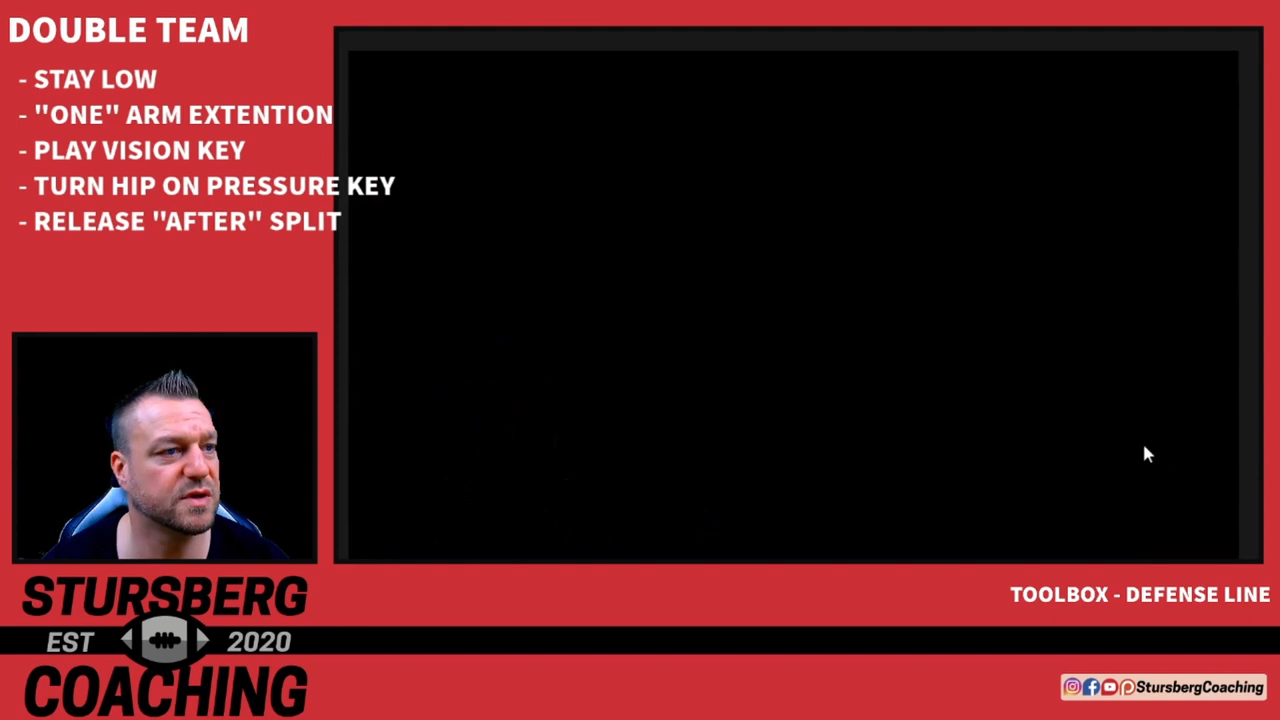 DOUBLE TEAM
- STAY LOW
- "ONE" ARM EXTENTION
- PLAY VISION KEY
- TURN HIP ON PRESSURE KEY
- RELEASE "AFTER" SPLIT
STURSBERG
EST 2020
COACHING
TOOLBOX - DEFENSE LINE
StursbergCoaching